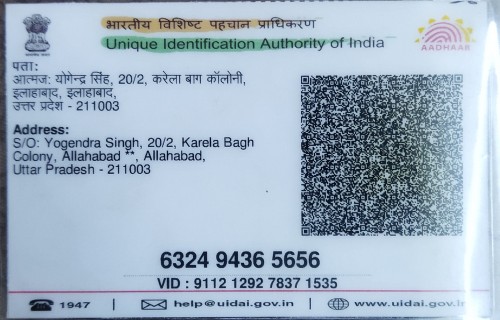 भारतीय विशिष्ट पहचान प्राधिकरण
Unique Identification Authority of India
AADHAAR
पता:
आत्मज: योगेन्द्र सिंह, 20/2, करेला बाग कॉलोनी,
इलाहाबाद, इलाहाबाद,
उत्तर प्रदेश - 211003
Address:
S/O: Yogendra Singh, 20/2, Karela Bagh
Colony, Allahabad **, Allahabad,
Uttar Pradesh - 211003
6324 9436 5656
VID : 9112 1292 7837 1535
1947 | help@uidai.gov.in | www.uidai.gov.in